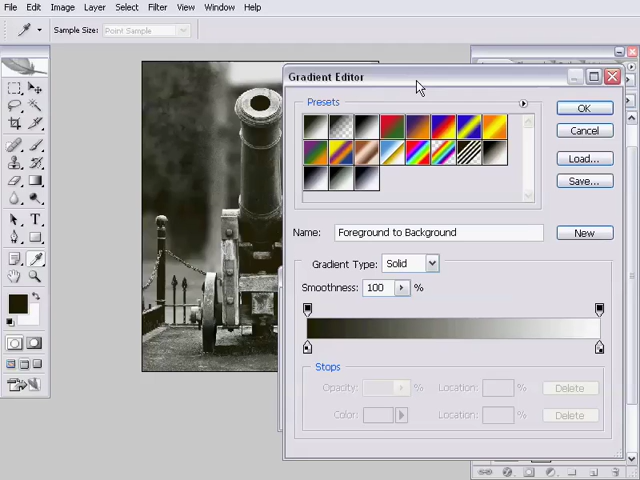 File Edit Image Layer Select Filter View Window Help
Sample Size: Point Sample
Gradient Editor
Presets
OK
Cancel
Load...
Save...
Name: Foreground to Background New
Gradient Type: Solid
Smoothness: 100 %
Stops
Opacity: % Location: % Delete
Color: Location: % Delete